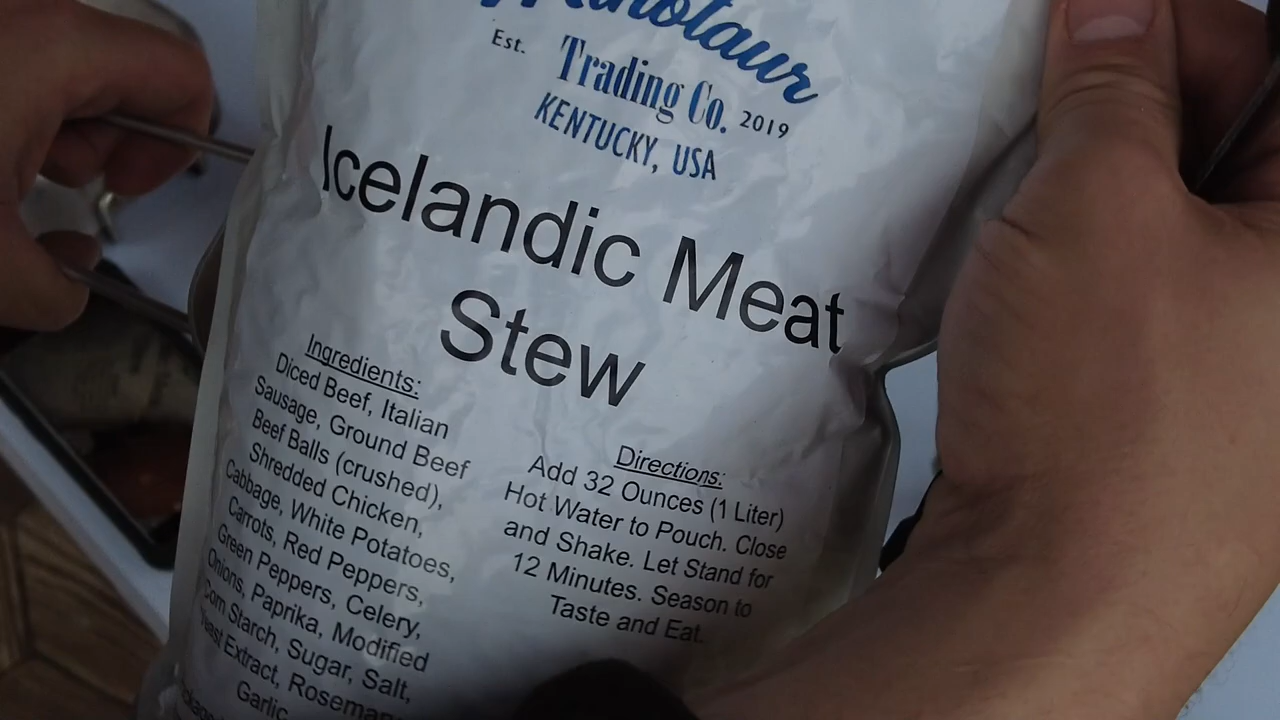 Minotaur
Est.
Trading Co.
2019
KENTUCKY, USA
Icelandic Meat
Stew
Ingredients:
Diced Beef, Italian
Sausage, Ground Beef
Beef Balls (crushed),
Shredded Chicken,
Cabbage, White Potatoes,
Carrots, Red Peppers,
Green Peppers, Celery,
Onions, Paprika, Modified
Corn Starch, Sugar, Salt,
Yeast Extract, Rosemary
Garlic
Directions:
Add 32 Ounces (1 Liter)
Hot Water to Pouch. Close
and Shake. Let Stand for
12 Minutes. Season to
Taste and Eat.